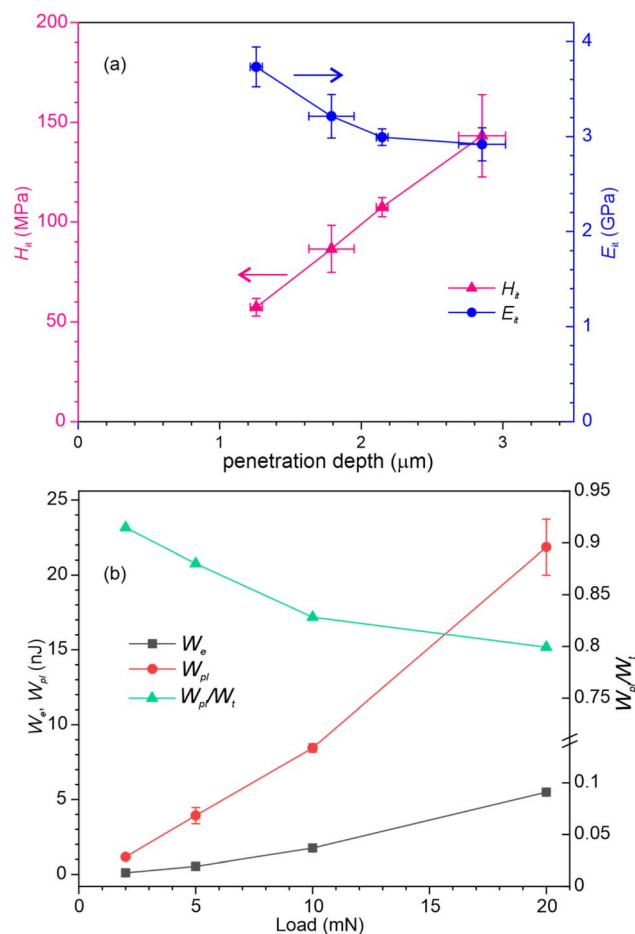 (a)
200
150
100
50
0
H_it (MPa)
4
3
2
1
0
E_it (GPa)
H_it
E_it
0
1
2
3
penetration depth (μm)
(b)
25
20
15
10
5
0
W_e, W_pl (nJ)
W_e
W_pl
W_pl/W_t
0.95
0.9
0.85
0.8
0.75
0.1
0.05
0
W_pl/W_t
0
5
10
15
20
Load (mN)